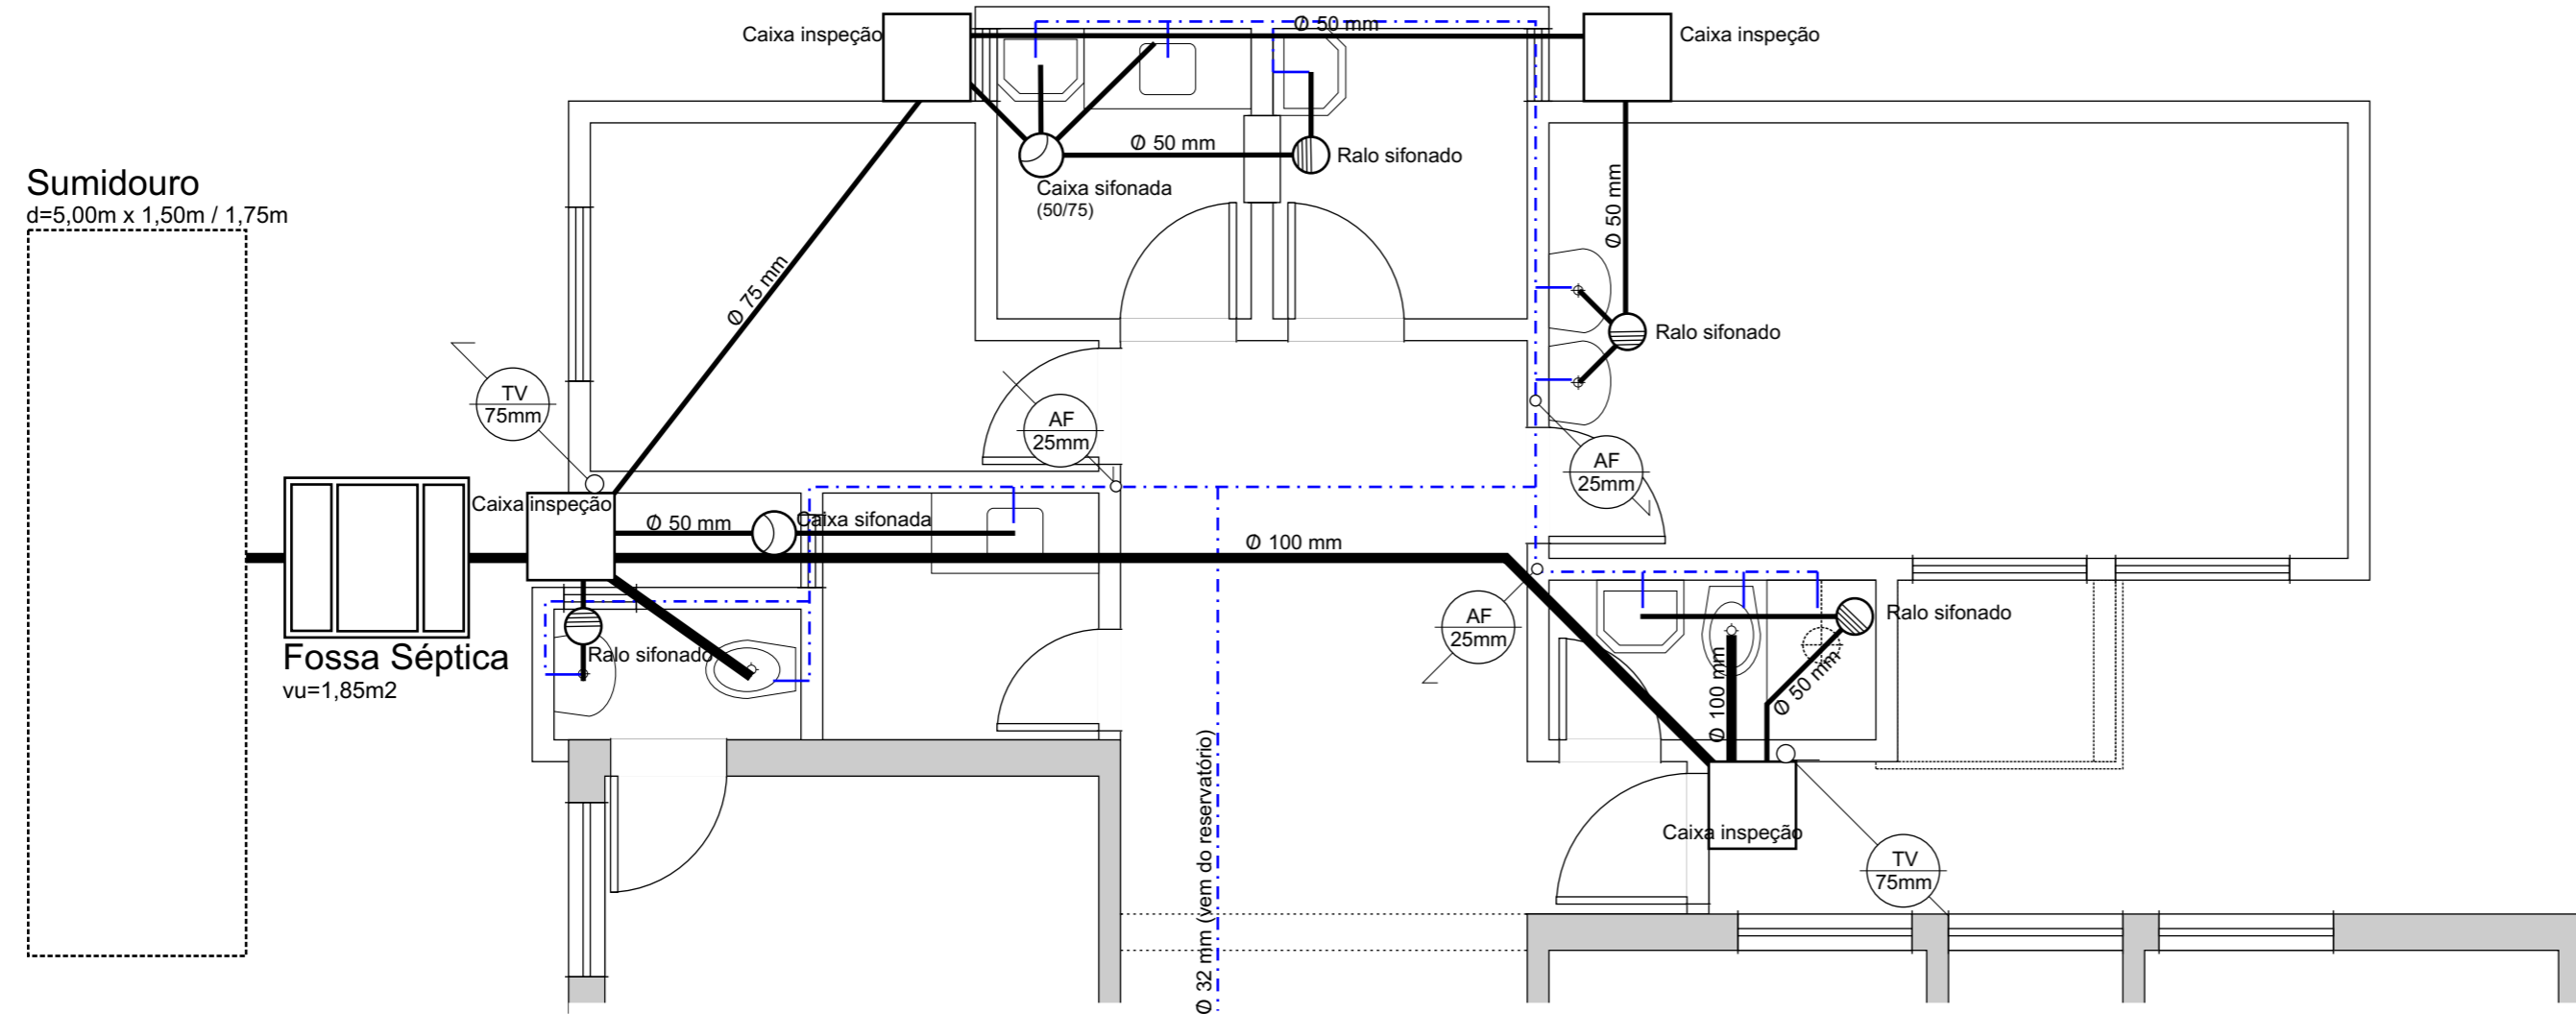 Ø 50 mm
Caixa inspeção
Caixa inspeção
Ø 50 mm
Ralo sifonado
Caixa sifonada
(50/75)
Sumidouro
d=5,00m x 1,50m / 1,75m
Ø 50 mm
Ø 75 mm
Ralo sifonado
TV
75mm
AF
25mm
AF
25mm
Caixa inspeção
Ø 50 mm
Caixa sifonada
Ø 100 mm
AF
25mm
Ralo sifonado
Ralo sifonado
Fossa Séptica
vu=1,85m2
Ø 100 mm
Ø 50 mm
Ø 32 mm (vem do reservatório)
Caixa inspeção
TV
75mm